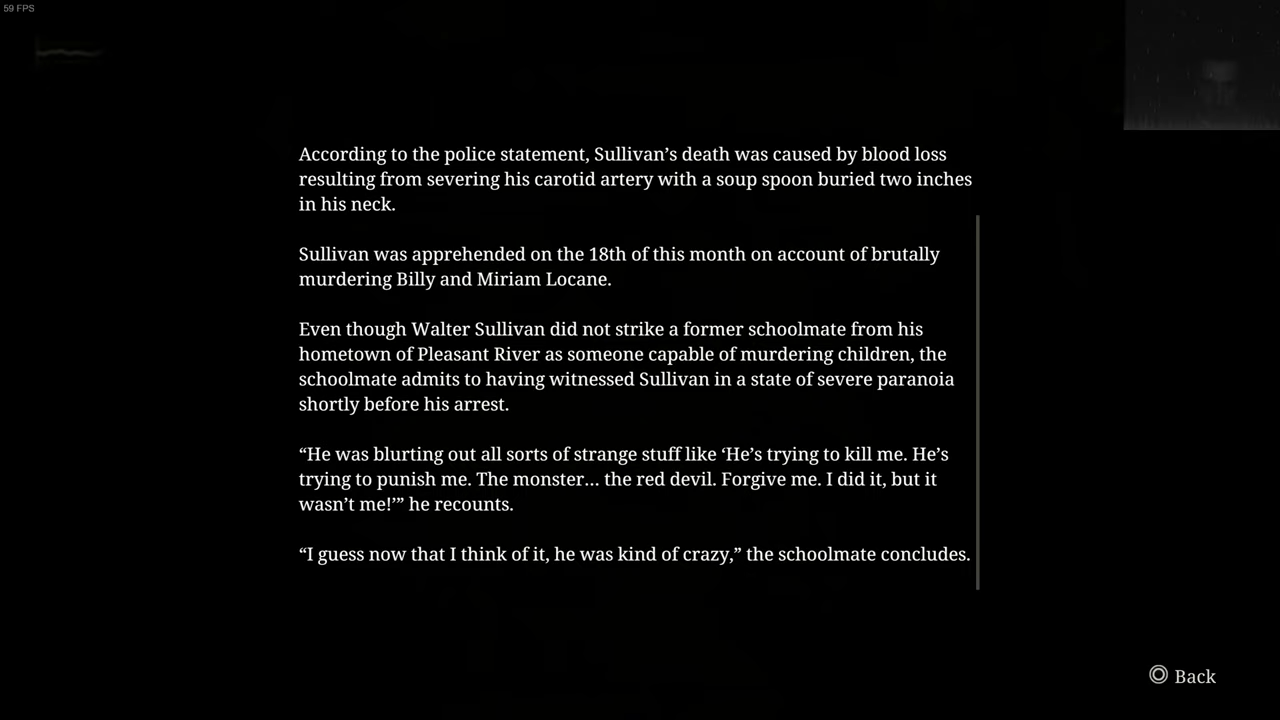 59 FPS
According to the police statement, Sullivan’s death was caused by blood loss
resulting from severing his carotid artery with a soup spoon buried two inches
in his neck.
Sullivan was apprehended on the 18th of this month on account of brutally
murdering Billy and Miriam Locane.
Even though Walter Sullivan did not strike a former schoolmate from his
hometown of Pleasant River as someone capable of murdering children, the
schoolmate admits to having witnessed Sullivan in a state of severe paranoia
shortly before his arrest.
“He was blurting out all sorts of strange stuff like ‘He’s trying to kill me. He’s
trying to punish me. The monster… the red devil. Forgive me. I did it, but it
wasn’t me!’” he recounts.
“I guess now that I think of it, he was kind of crazy,” the schoolmate concludes.
Back